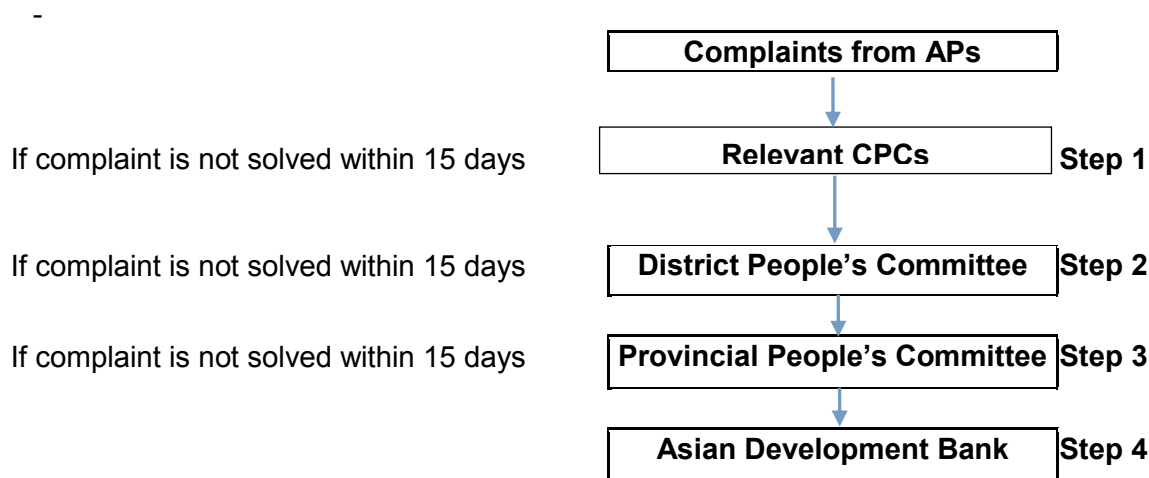 -
Complaints from APs
If complaint is not solved within 15 days Relevant CPCs Step 1
If complaint is not solved within 15 days District People’s Committee Step 2
If complaint is not solved within 15 days Provincial People’s Committee Step 3
Asian Development Bank Step 4